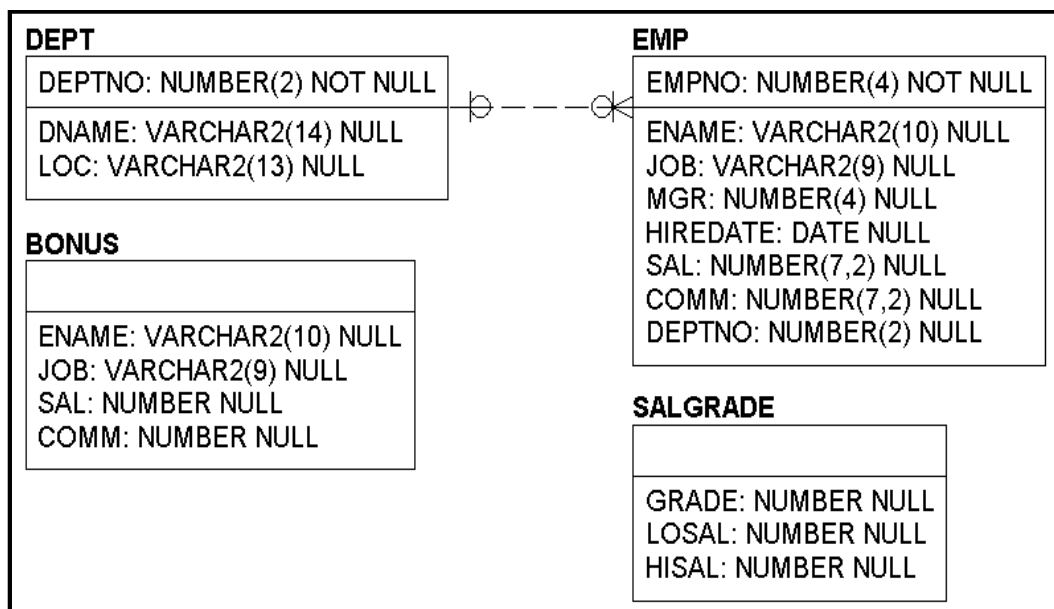 DEPT
DEPTNO: NUMBER(2) NOT NULL
DNAME: VARCHAR2(14) NULL
LOC: VARCHAR2(13) NULL
BONUS
ENAME: VARCHAR2(10) NULL
JOB: VARCHAR2(9) NULL
SAL: NUMBER NULL
COMM: NUMBER NULL
EMP
EMPNO: NUMBER(4) NOT NULL
ENAME: VARCHAR2(10) NULL
JOB: VARCHAR2(9) NULL
MGR: NUMBER(4) NULL
HIREDATE: DATE NULL
SAL: NUMBER(7,2) NULL
COMM: NUMBER(7,2) NULL
DEPTNO: NUMBER(2) NULL
SALGRADE
GRADE: NUMBER NULL
LOSAL: NUMBER NULL
HISAL: NUMBER NULL